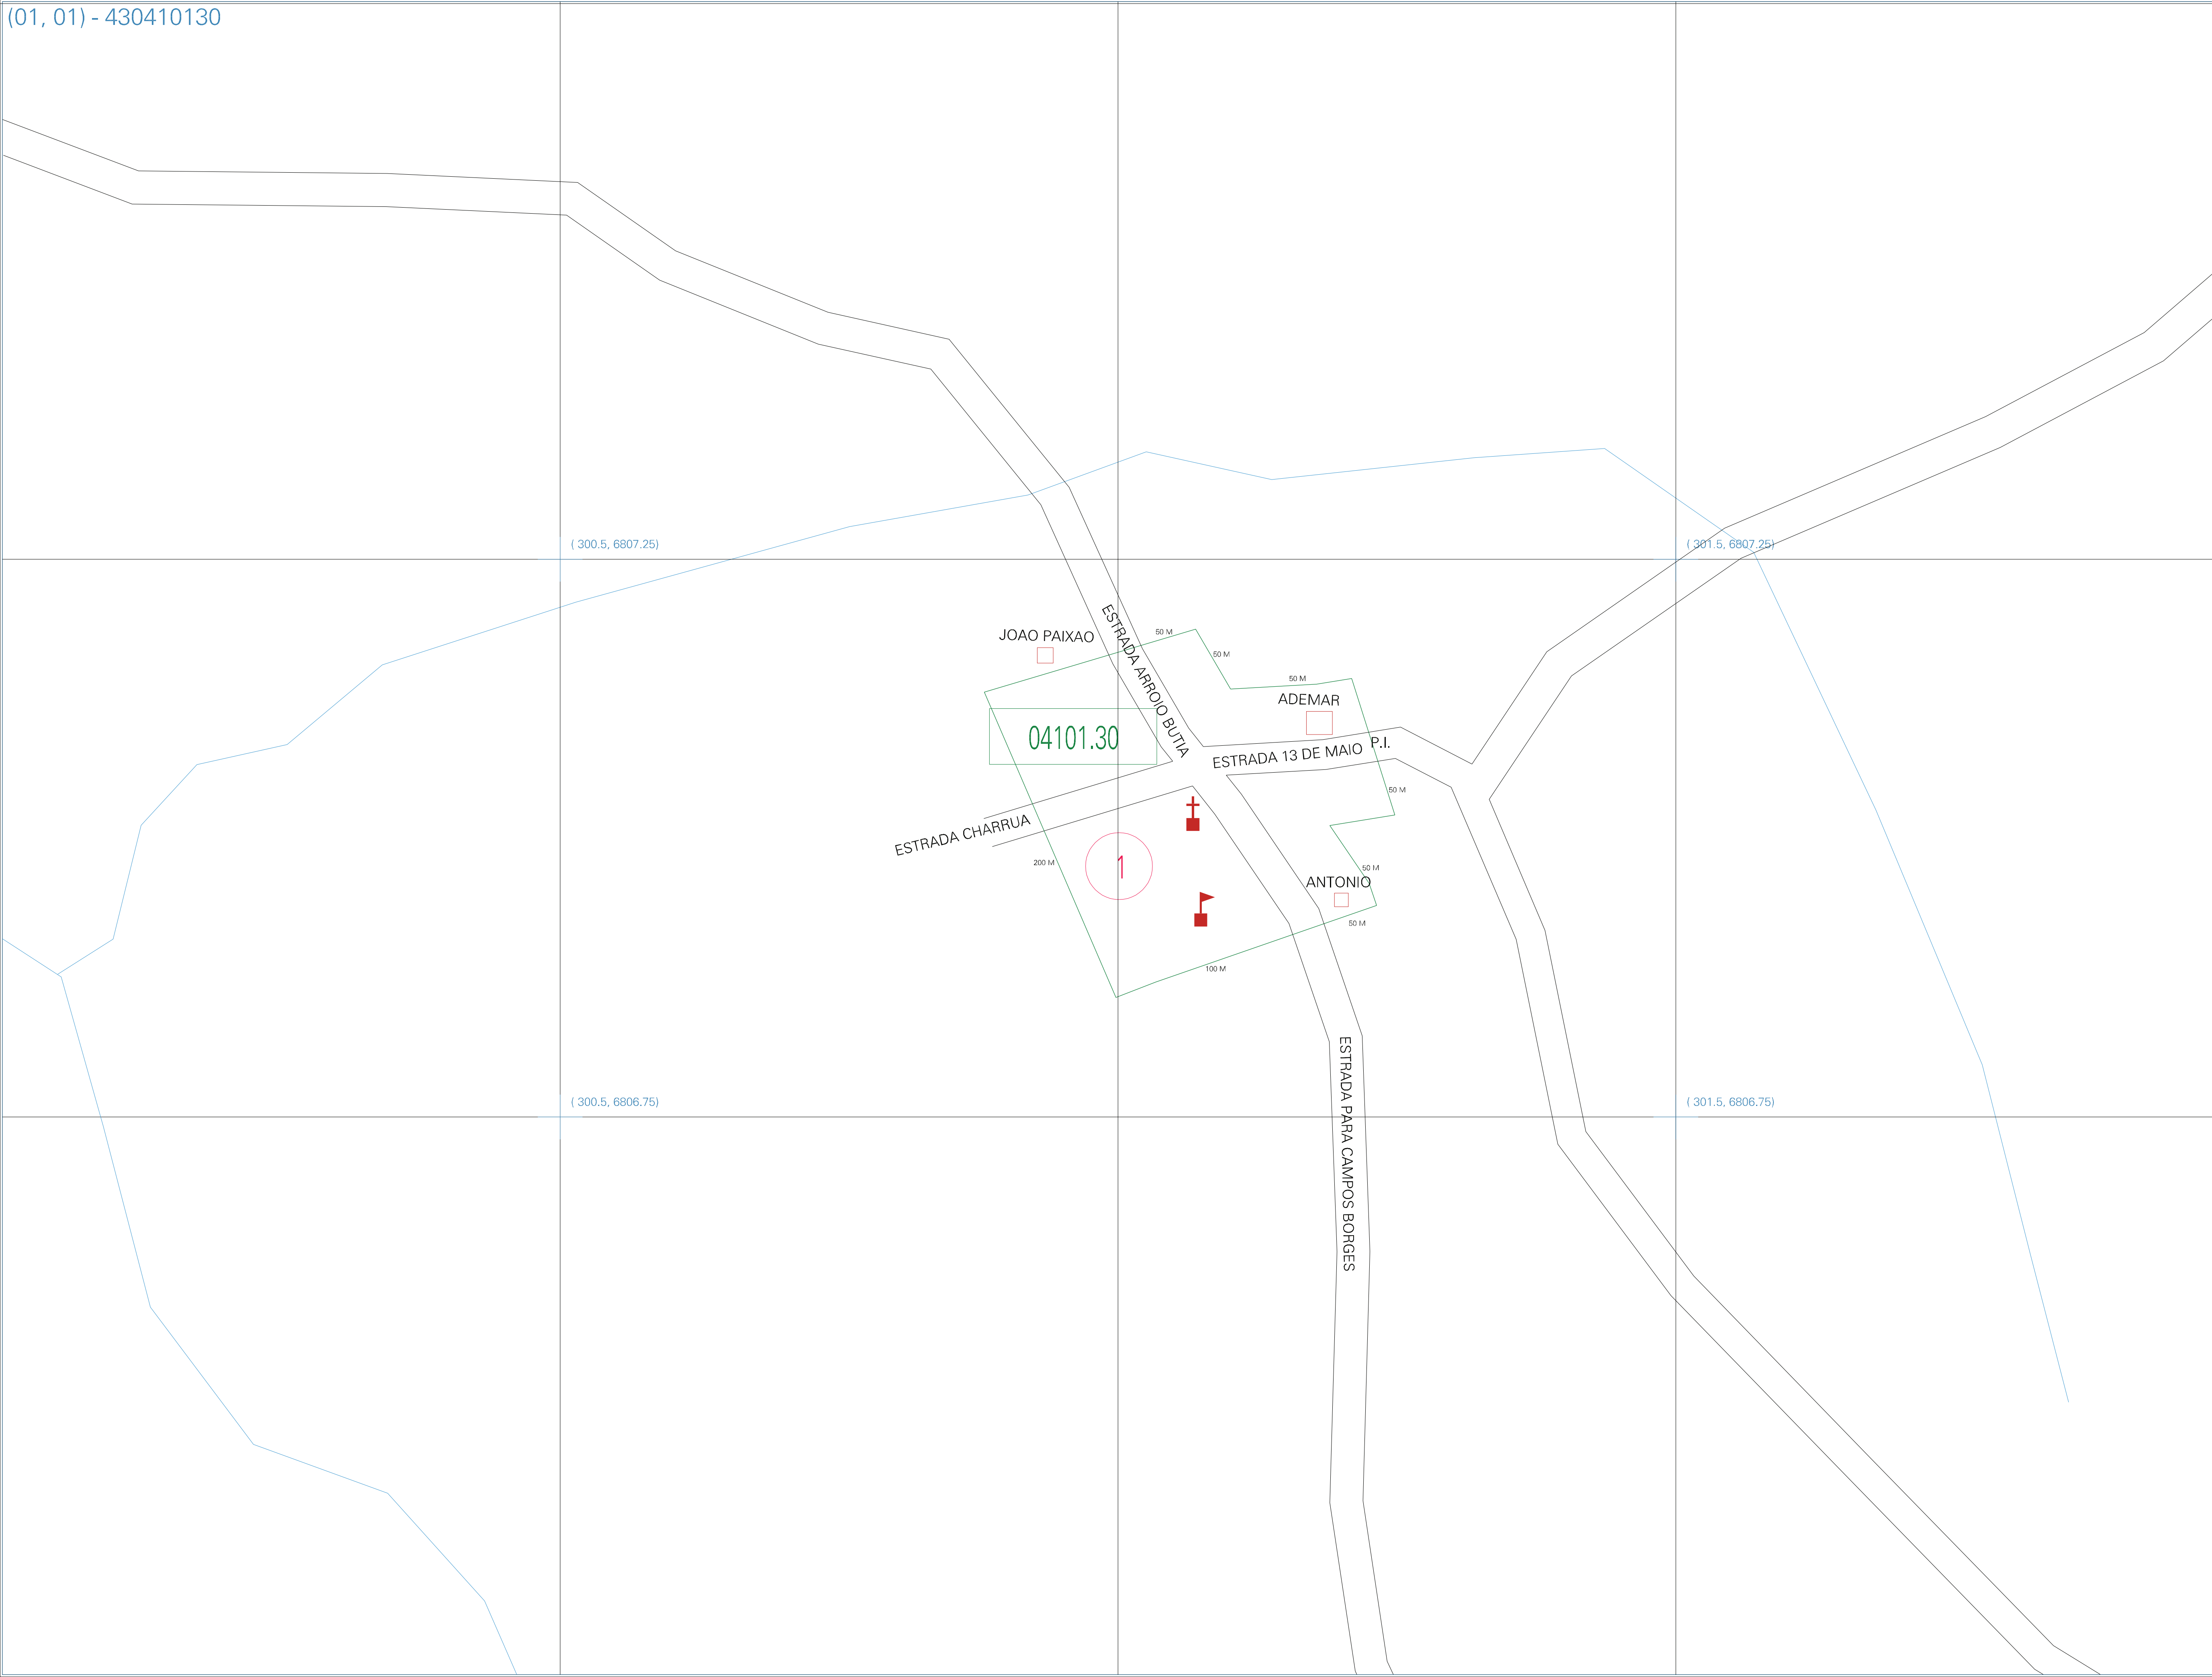 (01, 01) - 430410130
( 300.5, 6807.25)
( 301.5, 6807.25)
JOAO PAIXAO
ESTRADA ARROIO BUTIA
50 M
50 M
50 M
ADEMAR
04101.30
ESTRADA 13 DE MAIO P.I.
50 M
ESTRADA CHARRUA
200 M
1
50 M
ANTONIO
50 M
100 M
ESTRADA PARA CAMPOS BORGES
( 300.5, 6806.75)
( 301.5, 6806.75)